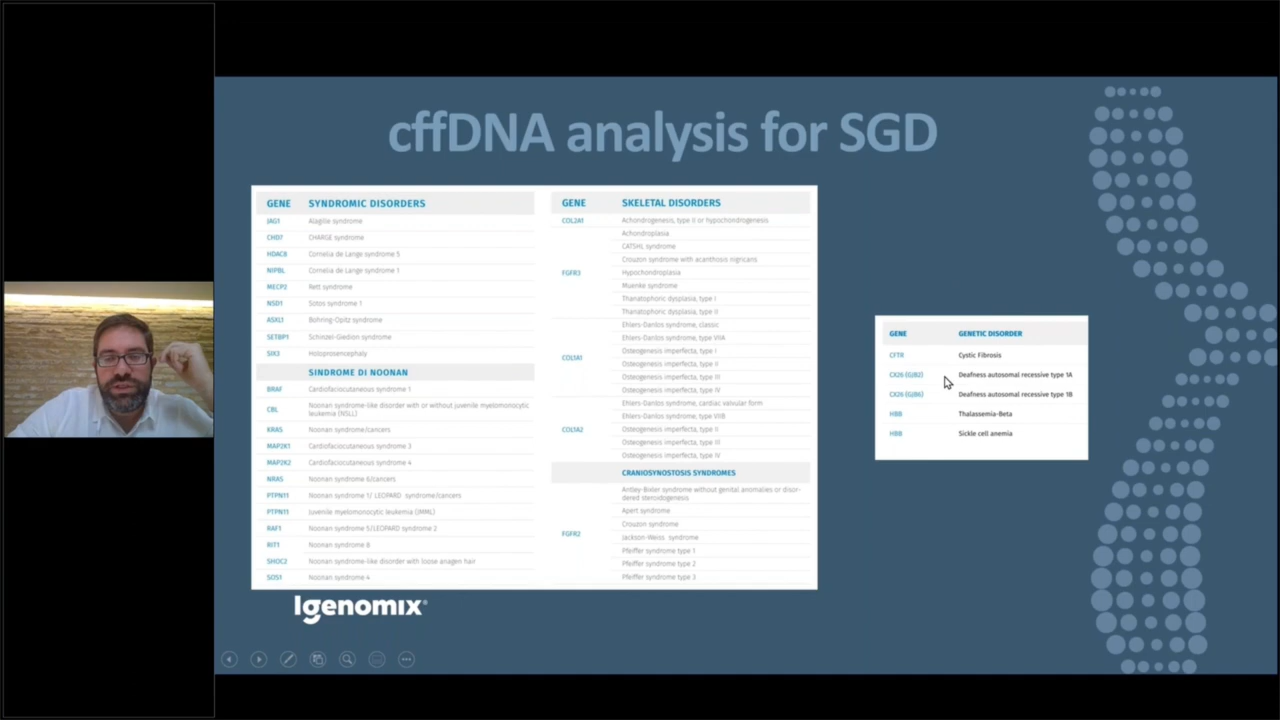 cffDNA analysis for SGD
GENE SYNDROMIC DISORDERS
JAG1 Alagille syndrome
CHD7 CHARGE syndrome
HDAC8 Cornelia de Lange syndrome 5
NIPBL Cornelia de Lange syndrome 1
MECP2 Rett syndrome
NSD1 Sotos syndrome 1
ASXL1 Bohring-Opitz syndrome
SETBP1 Schinzel-Giedion syndrome
SIX3 Holoprosencephaly
SINDROME DI NOONAN
BRAF Cardiofaciocutaneous syndrome 1
CBL Noonan syndrome-like disorder with or without juvenile myelomonocytic
leukemia (NSLL)
KRAS Noonan syndrome/cancers
MAP2K1 Cardiofaciocutaneous syndrome 3
MAP2K2 Cardiofaciocutaneous syndrome 4
NRAS Noonan syndrome 6/cancers
PTPN11 Noonan syndrome 1/ LEOPARD syndrome/cancers
PTPN11 Juvenile myelomonocytic leukemia (JMML)
RAF1 Noonan syndrome 5/LEOPARD syndrome 2
RIT1 Noonan syndrome 8
SHOC2 Noonan syndrome-like disorder with loose anagen hair
SOS1 Noonan syndrome 4
GENE SKELETAL DISORDERS
COL2A1 Achondrogenesis, type II or hypochondrogenesis
Achondroplasia
CATSHL syndrome
Crouzon syndrome with acanthosis nigricans
FGFR3 Hypochondroplasia
Muenke syndrome
Thanatophoric dysplasia, type I
Thanatophoric dysplasia, type II
Ehlers-Danlos syndrome, classic
Ehlers-Danlos syndrome, type VIIA
Osteogenesis imperfecta, type I
COL1A1
Osteogenesis imperfecta, type II
Osteogenesis imperfecta, type III
Osteogenesis imperfecta, type IV
Ehlers-Danlos syndrome, cardiac valvular form
Ehlers-Danlos syndrome, type VIIB
COL1A2 Osteogenesis imperfecta, type II
Osteogenesis imperfecta, type III
Osteogenesis imperfecta, type IV
CRANIOSYNOSTOSIS SYNDROMES
Antley-Bixler syndrome without genital anomalies or disor-
dered steroidogenesis
Apert syndrome
Crouzon syndrome
FGFR2 Jackson-Weiss syndrome
Pfeiffer syndrome type 1
Pfeiffer syndrome type 2
Pfeiffer syndrome type 3
GENE GENETIC DISORDER
CFTR Cystic Fibrosis
CX26 (GJB2) Deafness autosomal recessive type 1A
CX26 (GJB6) Deafness autosomal recessive type 1B
HBB Thalassemia-Beta
HBB Sickle cell anemia
Igenomix®